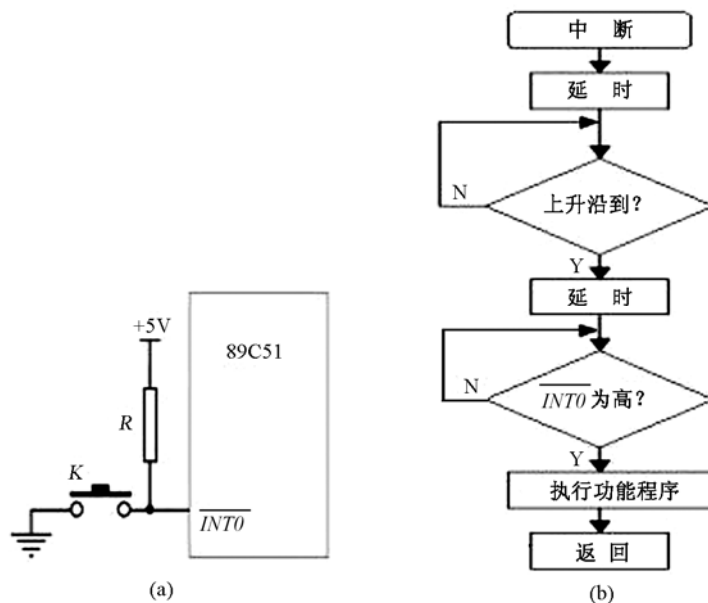 +5V
89C51
R
K
INT0
(a)
中 断
延 时
N
上升沿到?
Y
延 时
N
INT0 为高?
Y
执行功能程序
返 回
(b)